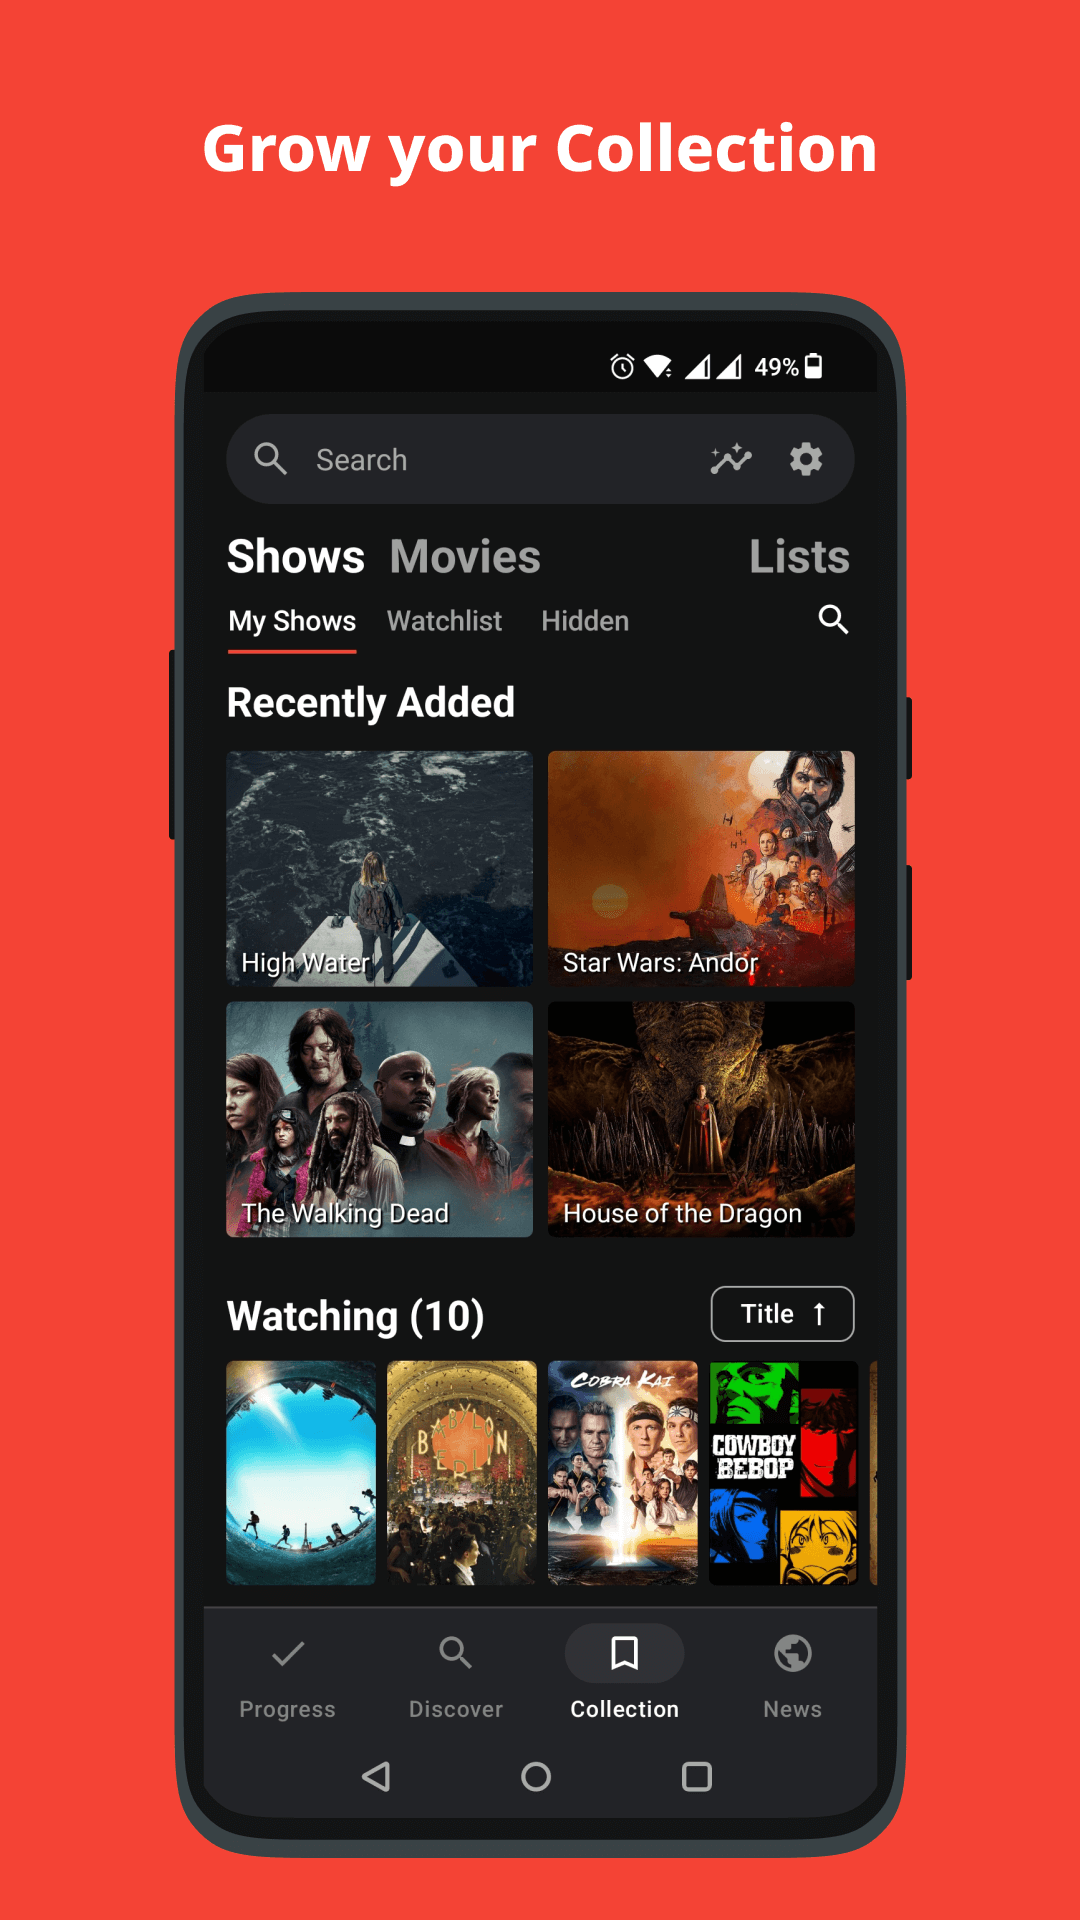 Grow your Collection
49%
Search
Shows Movies Lists
My Shows Watchlist Hidden
Recently Added
High Water
Star Wars: Andor
The Walking Dead
House of the Dragon
Watching (10)
Title ↑
BABYLON
BERLIN
COBRA KAI
COWBOY
BEBOP
Progress Discover Collection News